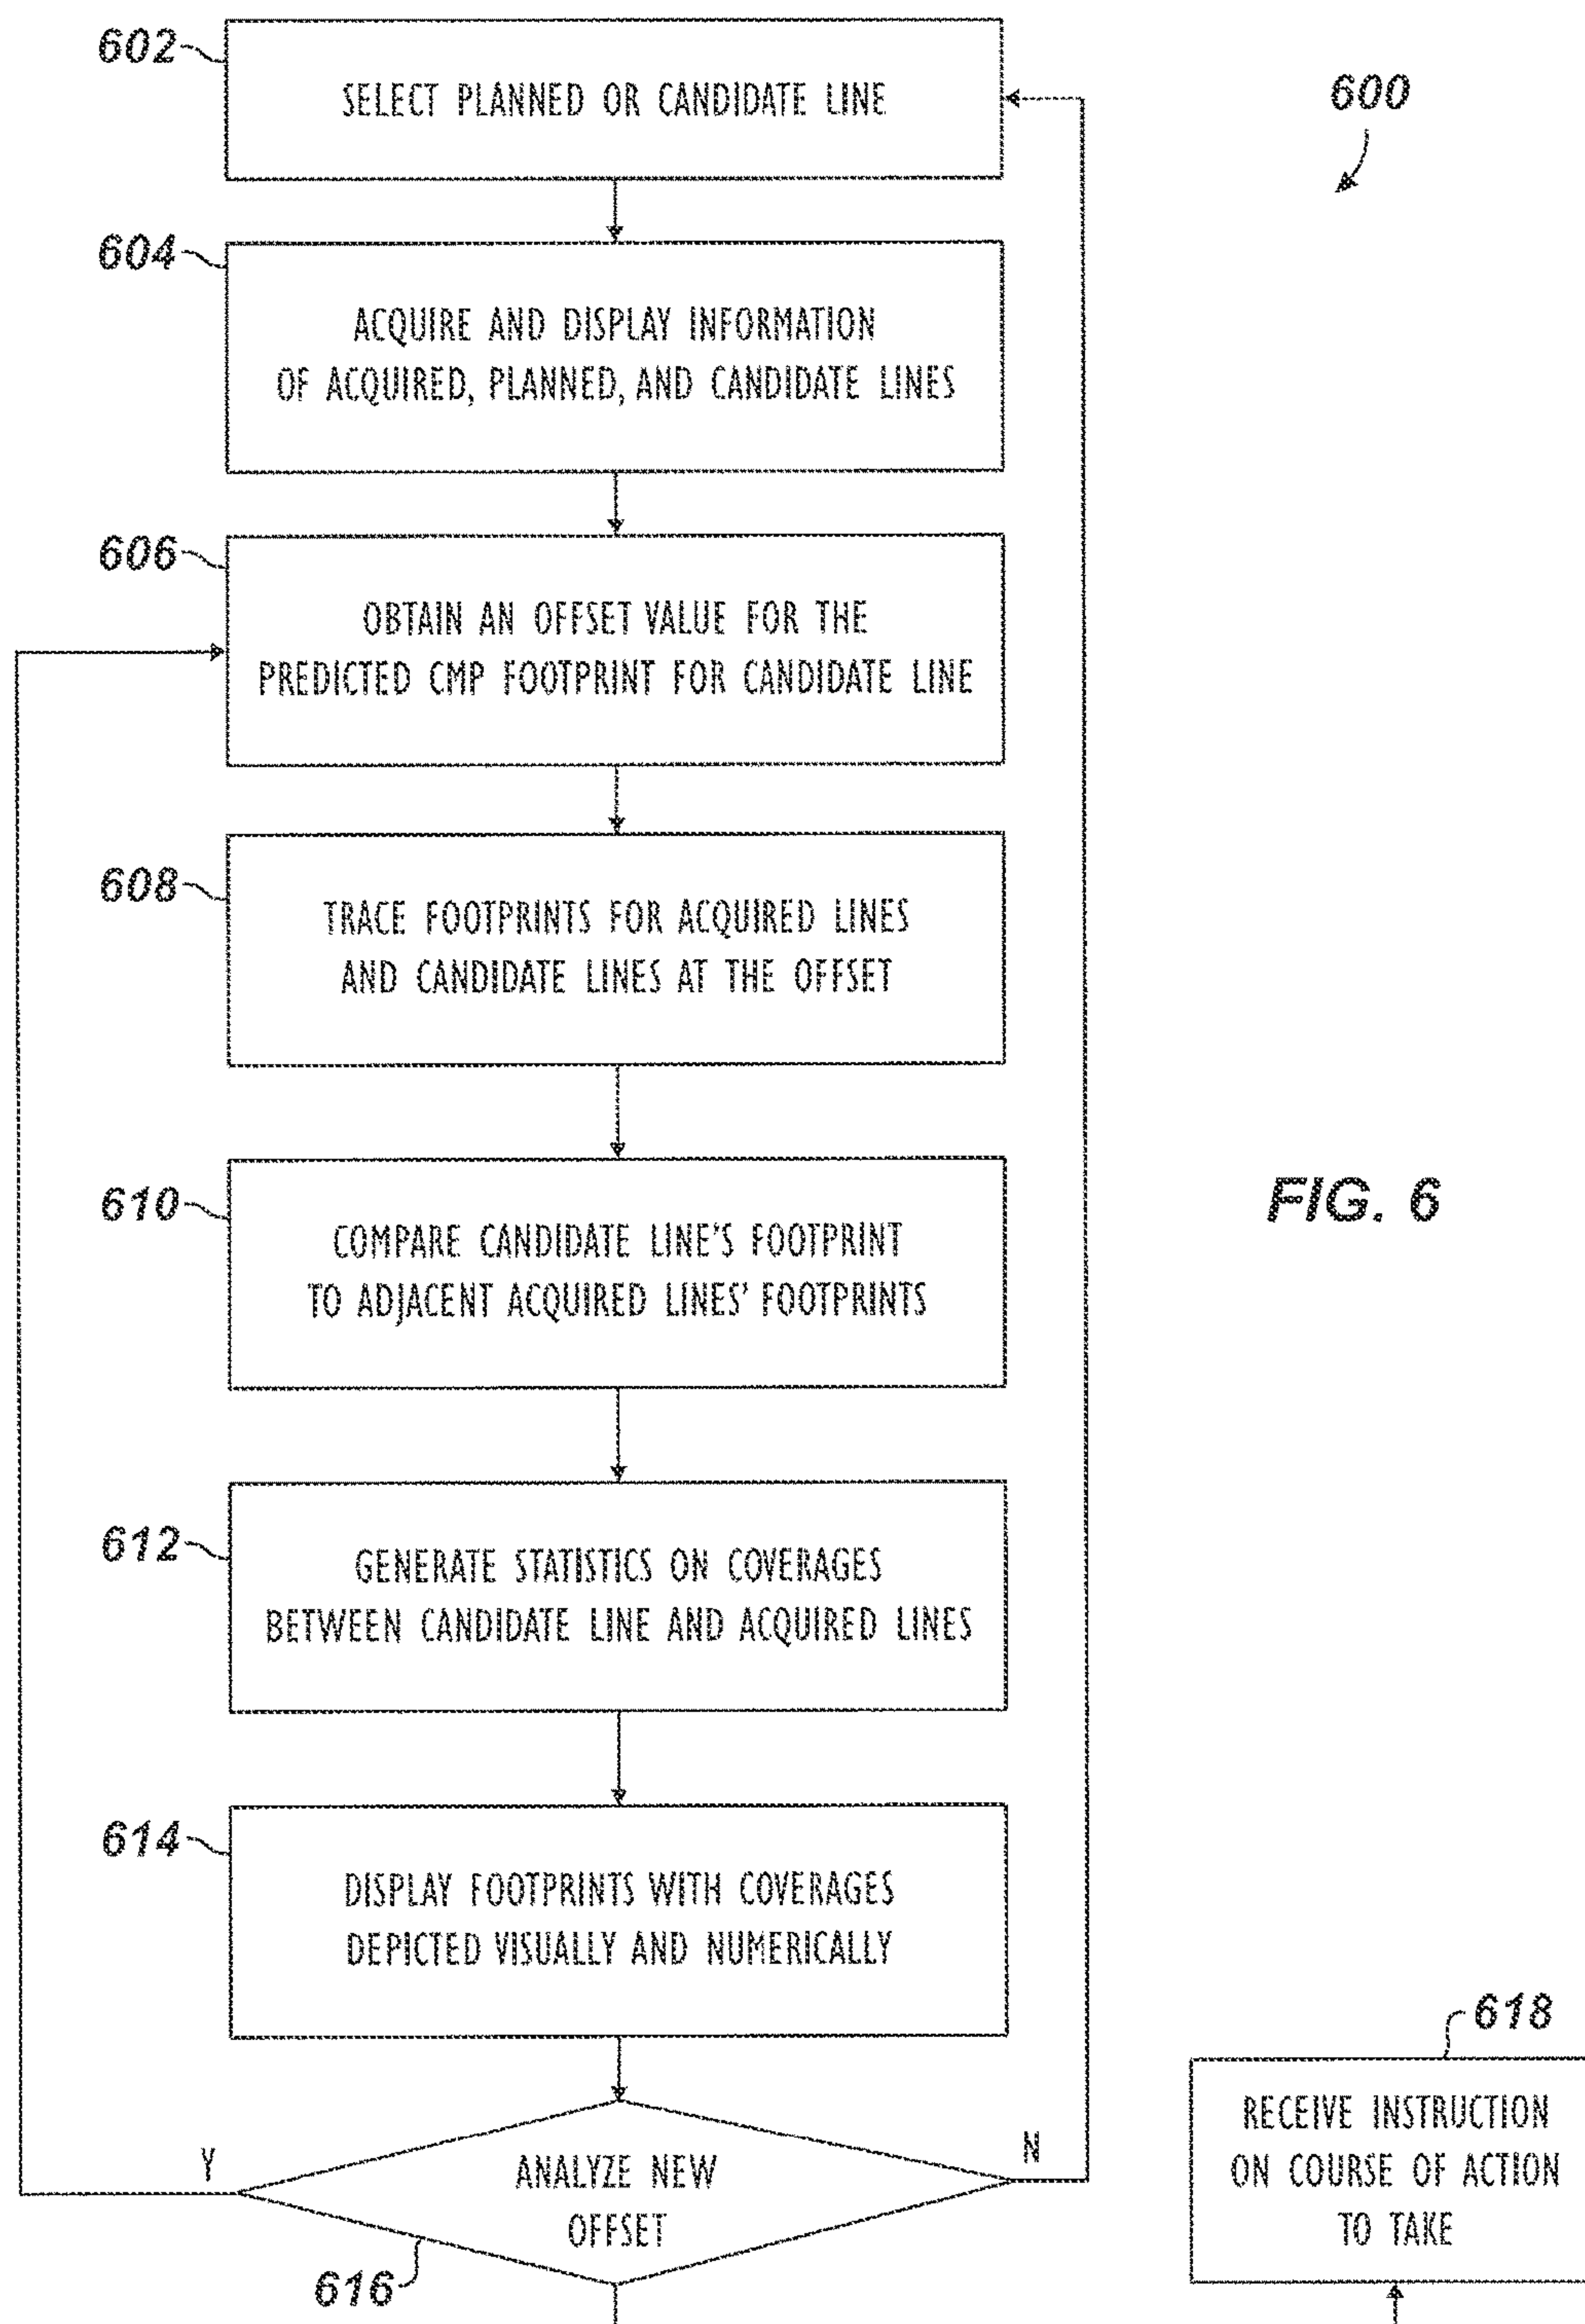 602
SELECT PLANNED OR CANDIDATE LINE
600
604
ACQUIRE AND DISPLAY INFORMATION
OF ACQUIRED, PLANNED, AND CANDIDATE LINES
606
OBTAIN AN OFFSET VALUE FOR THE
PREDICTED CMP FOOTPRINT FOR CANDIDATE LINE
608
TRACE FOOTPRINTS FOR ACQUIRED LINES
AND CANDIDATE LINES AT THE OFFSET
610
COMPARE CANDIDATE LINE'S FOOTPRINT
TO ADJACENT ACQUIRED LINES' FOOTPRINTS
FIG. 6
612
GENERATE STATISTICS ON COVERAGES
BETWEEN CANDIDATE LINE AND ACQUIRED LINES
614
DISPLAY FOOTPRINTS WITH COVERAGES
DEPICTED VISUALLY AND NUMERICALLY
Y
ANALYZE NEW
OFFSET
N
616
618
RECEIVE INSTRUCTION
ON COURSE OF ACTION
TO TAKE